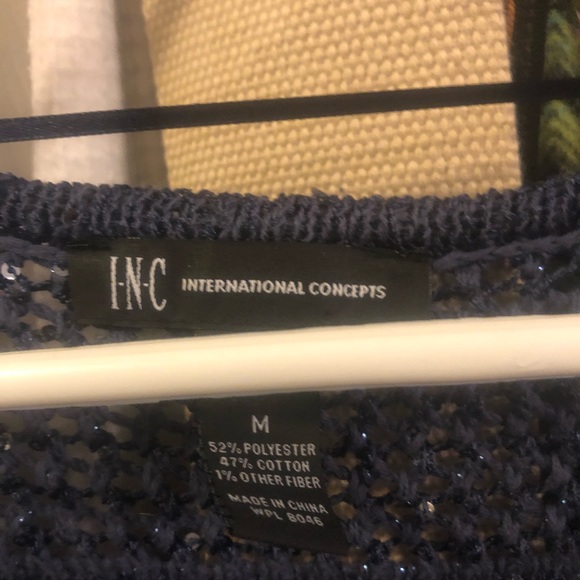 I·N·C INTERNATIONAL CONCEPTS
M
52% POLYESTER
47% COTTON
1% OTHER FIBER
MADE IN CHINA
WPL 8046